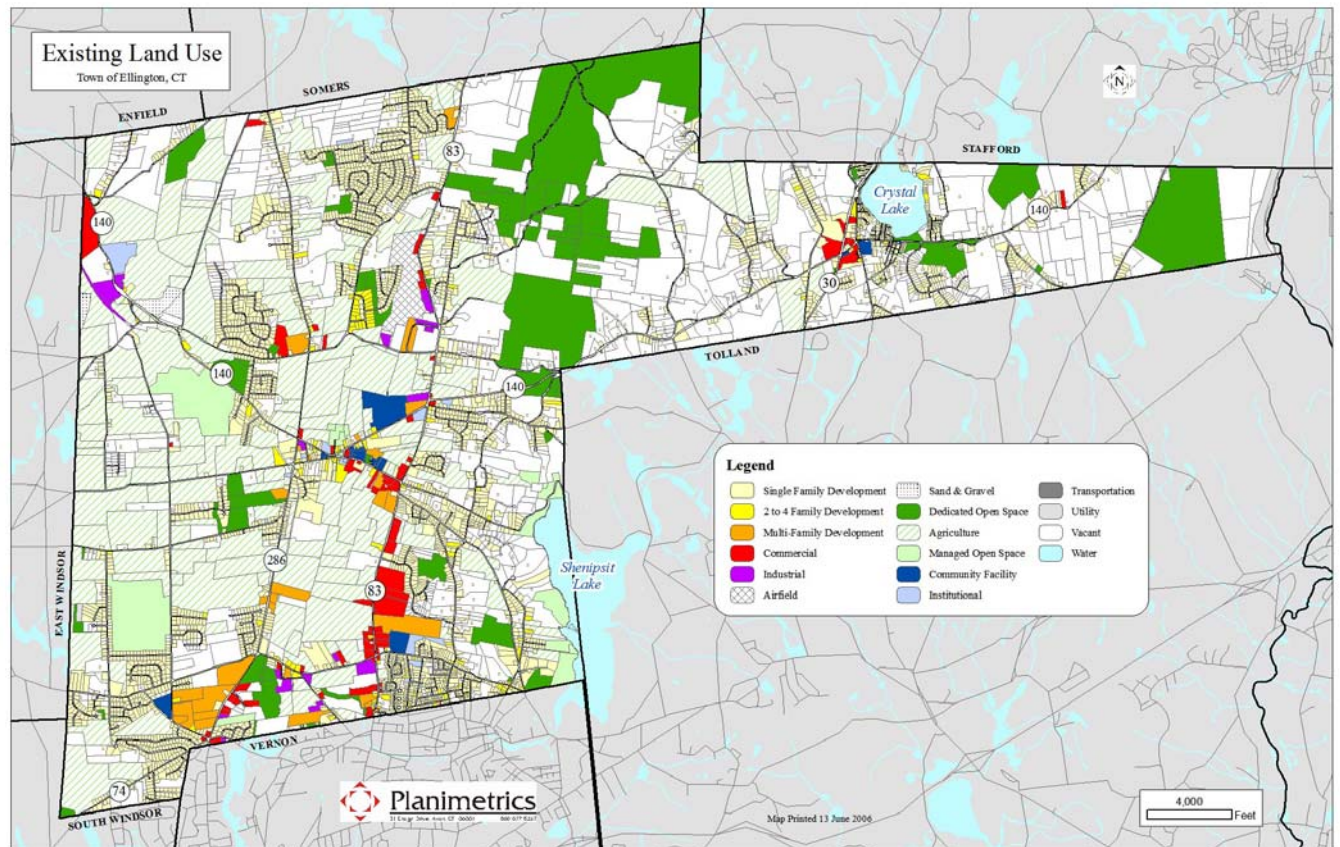 Existing Land Use
Town of Ellington, CT
ENFIELD
SOMERS
STAFFORD
83
140
Crystal
Lake
140
30
TOLLAND
140
140
Legend
Single Family Development
2 to 4 Family Development
Multi-Family Development
Commercial
Industrial
Airfield
Sand & Gravel
Dedicated Open Space
Agriculture
Managed Open Space
Community Facility
Institutional
Transportation
Utility
Vacant
Water
EAST WINDSOR
286
83
Shenipsit
Lake
VERNON
74
SOUTH WINDSOR
Planimetrics
Map Printed 13 June 2006
4,000
Feet
N